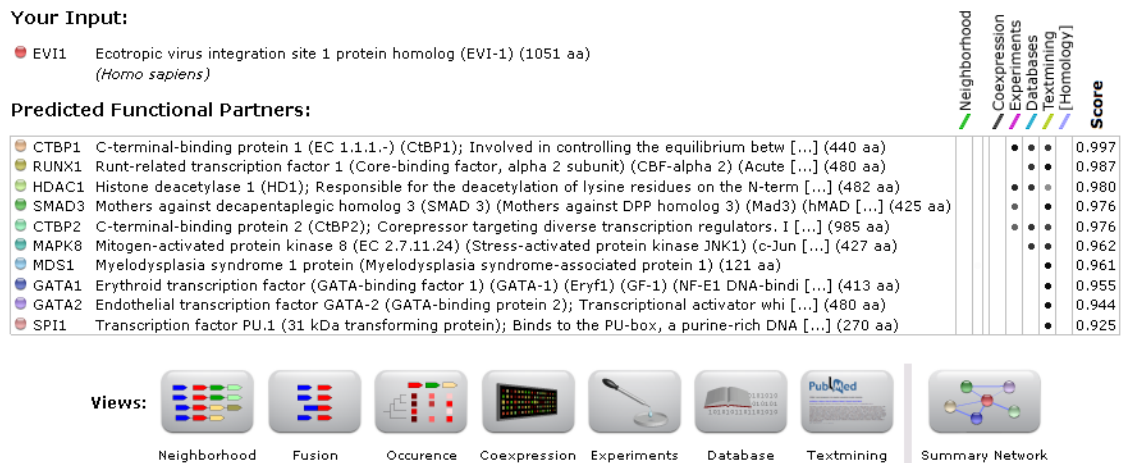 Your Input:
EVI1 Ecotropic virus integration site 1 protein homolog (EVI-1) (1051 aa)
(Homo sapiens)
Neighborhood
Coexpression
Experiments
Databases
Textmining
[Homology]
Score
Predicted Functional Partners:
CTBP1 C-terminal-binding protein 1 (EC 1.1.1.-) (CtBP1); Involved in controlling the equilibrium betw [...] (440 aa) 0.997
RUNX1 Runt-related transcription factor 1 (Core-binding factor, alpha 2 subunit) (CBF-alpha 2) (Acute [...] (480 aa) 0.987
HDAC1 Histone deacetylase 1 (HD1); Responsible for the deacetylation of lysine residues on the N-term [...] (482 aa) 0.980
SMAD3 Mothers against decapentaplegic homolog 3 (SMAD 3) (Mothers against DPP homolog 3) (Mad3) (hMAD [...] (425 aa) 0.976
CTBP2 C-terminal-binding protein 2 (CtBP2); Corepressor targeting diverse transcription regulators. I [...] (985 aa) 0.976
MAPK8 Mitogen-activated protein kinase 8 (EC 2.7.11.24) (Stress-activated protein kinase JNK1) (c-Jun [...] (427 aa) 0.962
MDS1 Myelodysplasia syndrome 1 protein (Myelodysplasia syndrome-associated protein 1) (121 aa) 0.961
GATA1 Erythroid transcription factor (GATA-binding factor 1) (GATA-1) (Eryf1) (GF-1) (NF-E1 DNA-bindi [...] (413 aa) 0.955
GATA2 Endothelial transcription factor GATA-2 (GATA-binding protein 2); Transcriptional activator whi [...] (480 aa) 0.944
SPI1 Transcription factor PU.1 (31 kDa transforming protein); Binds to the PU-box, a purine-rich DNA [...] (270 aa) 0.925
Views:
PubMed
Neighborhood Fusion Occurence Coexpression Experiments Database Textmining Summary Network